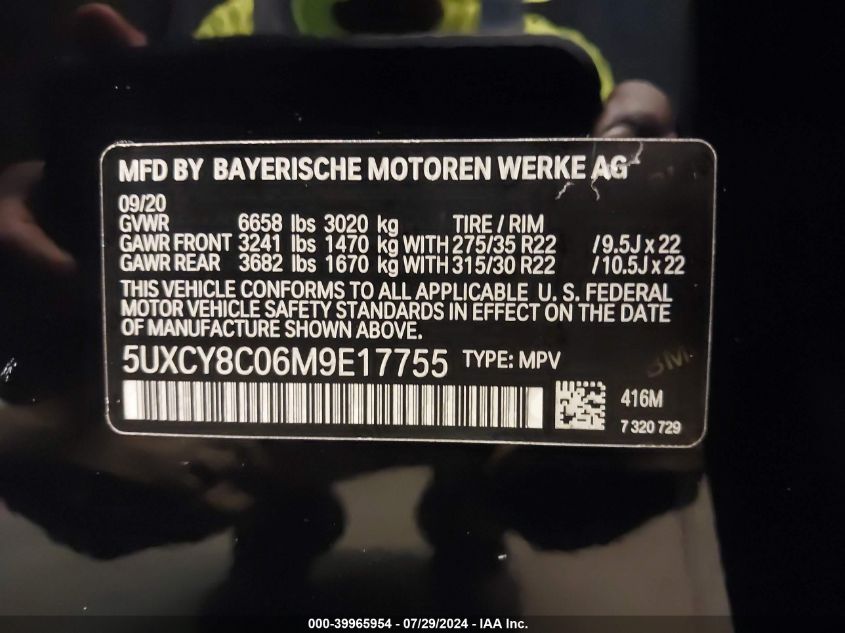 MFD BY BAYERISCHE MOTOREN WERKE AG
09/20
GVWR 6658 lbs 3020 kg TIRE / RIM
GAWR FRONT 3241 lbs 1470 kg WITH 275/35 R22 / 9.5J x 22
GAWR REAR 3682 lbs 1670 kg WITH 315/30 R22 / 10.5J x 22
THIS VEHICLE CONFORMS TO ALL APPLICABLE U. S. FEDERAL
MOTOR VEHICLE SAFETY STANDARDS IN EFFECT ON THE DATE
OF MANUFACTURE SHOWN ABOVE.
5UXCY8C06M9E17755 TYPE: MPV
416M
7 320 729
000-39965954 - 07/29/2024 - IAA Inc.